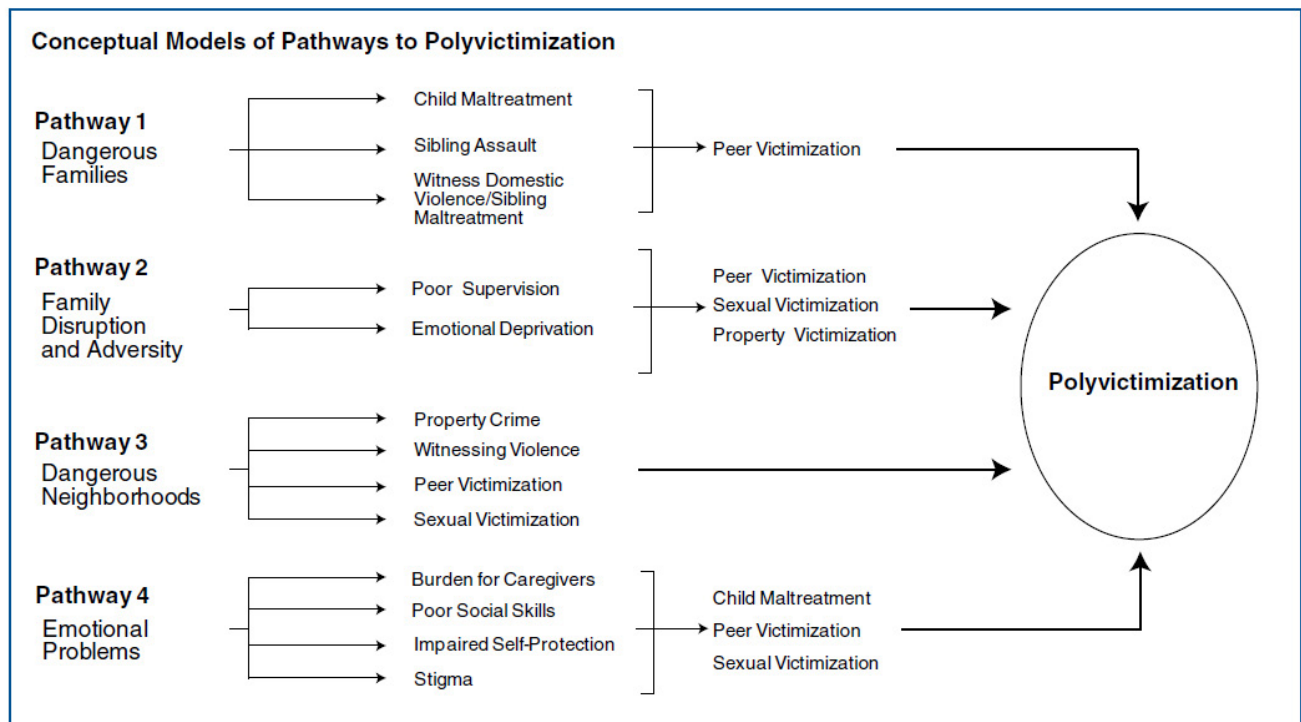 Conceptual Models of Pathways to Polyvictimization
Pathway 1
Dangerous
Families
Child Maltreatment
Sibling Assault
Witness Domestic
Violence/Sibling
Maltreatment
Peer Victimization
Pathway 2
Family
Disruption
and Adversity
Poor Supervision
Emotional Deprivation
Peer Victimization
Sexual Victimization
Property Victimization
Polyvictimization
Pathway 3
Dangerous
Neighborhoods
Property Crime
Witnessing Violence
Peer Victimization
Sexual Victimization
Pathway 4
Emotional
Problems
Burden for Caregivers
Poor Social Skills
Impaired Self-Protection
Stigma
Child Maltreatment
Peer Victimization
Sexual Victimization